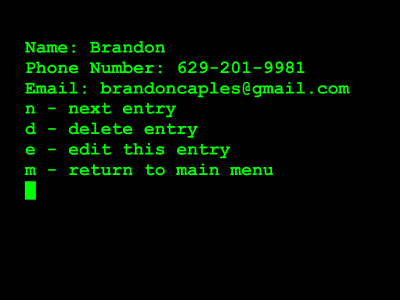 Name: Brandon
Phone Number: 629-201-9981
Email: brandoncaples@gmail.com
n - next entry
d - delete entry
e - edit this entry
m - return to main menu